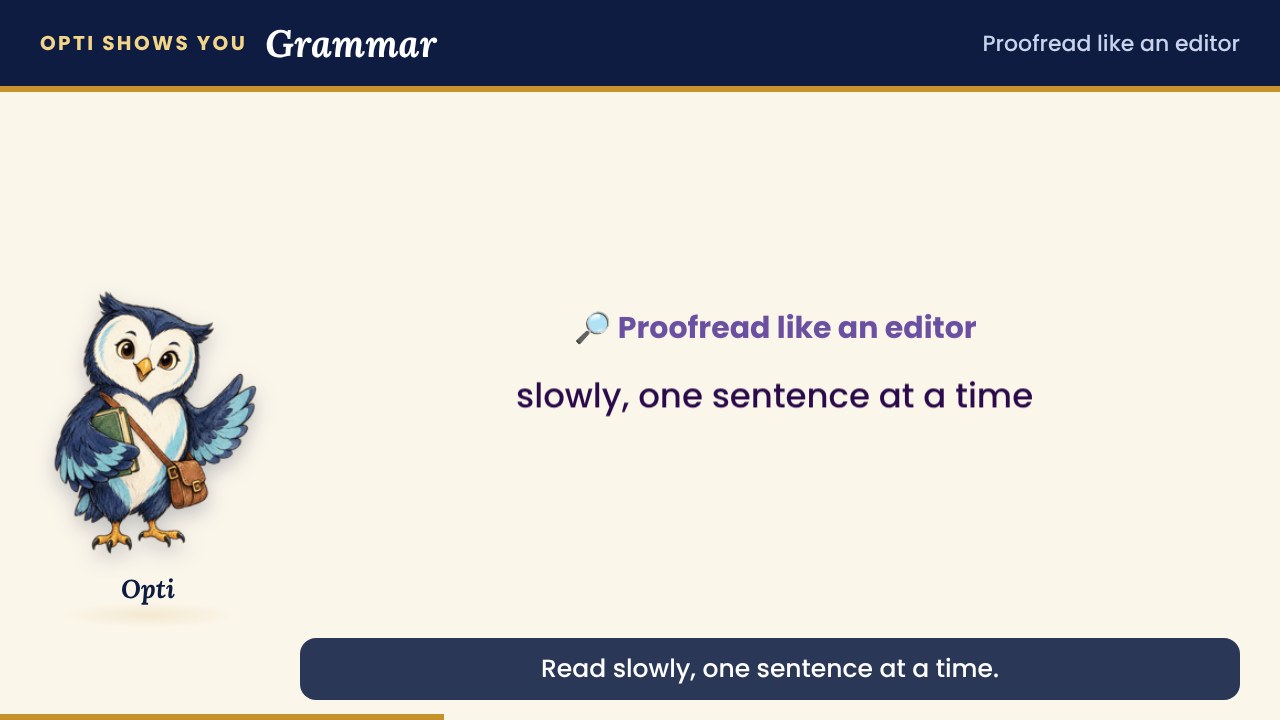 OPTI SHOWS YOU Grammar
Proofread like an editor
🔎 Proofread like an editor
slowly, one sentence at a time
Opti
Read slowly, one sentence at a time.